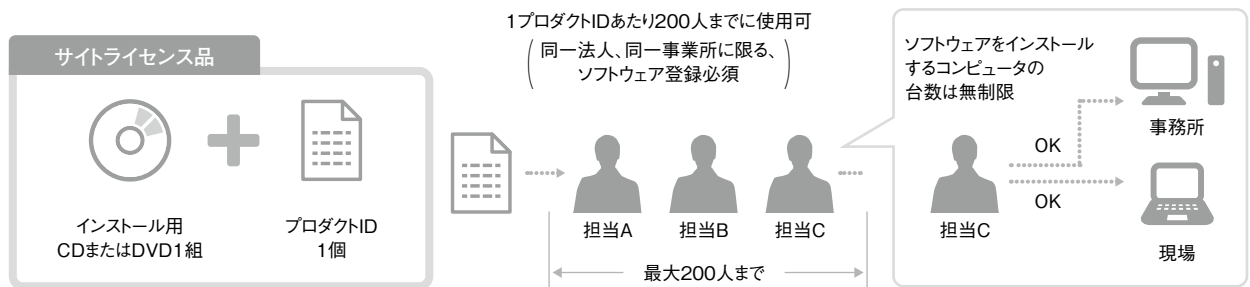 サイトライセンス品
インストール用
CDまたはDVD1組
プロダクトID
1個
1プロダクトIDあたり200人までに使用可
(同一法人、同一事業所に限る、
ソフトウェア登録必須)
担当A
担当B
担当C
最大200人まで
ソフトウェアをインストール
するコンピュータの
台数は無制限
担当C
OK
OK
事務所
現場